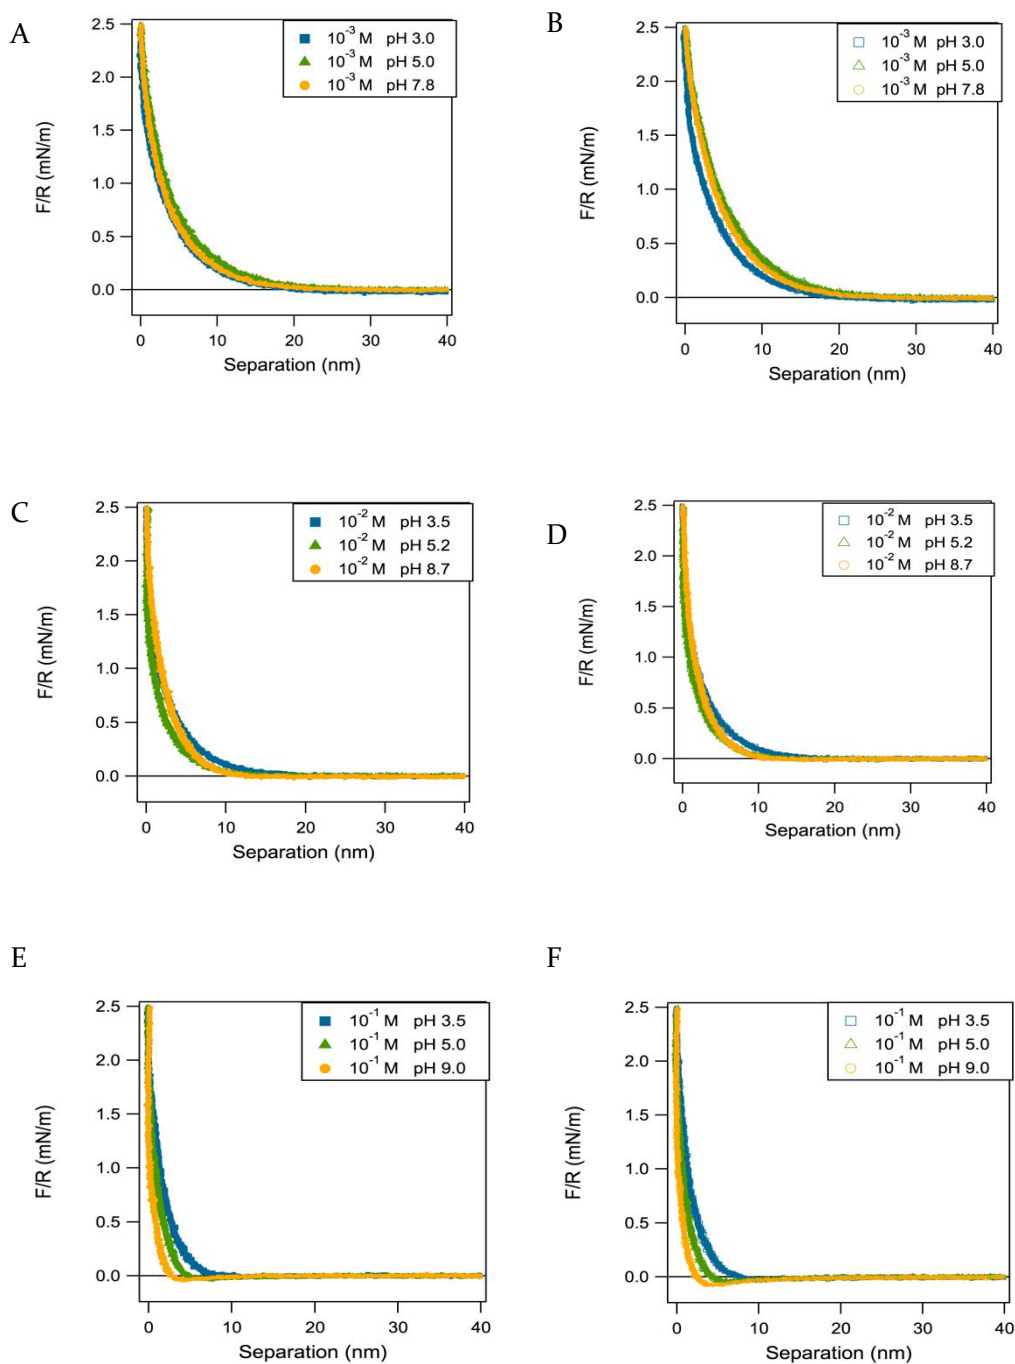 A
F/R (mN/m)
2.5
2.0
1.5
1.0
0.5
0.0
10⁻³ M pH 3.0
10⁻³ M pH 5.0
10⁻³ M pH 7.8
0 10 20 30 40
Separation (nm)
B
F/R (mN/m)
2.5
2.0
1.5
1.0
0.5
0.0
10⁻³ M pH 3.0
10⁻³ M pH 5.0
10⁻³ M pH 7.8
0 10 20 30 40
Separation (nm)
C
F/R (mN/m)
2.5
2.0
1.5
1.0
0.5
0.0
10⁻² M pH 3.5
10⁻² M pH 5.2
10⁻² M pH 8.7
0 10 20 30 40
Separation (nm)
D
F/R (mN/m)
2.5
2.0
1.5
1.0
0.5
0.0
10⁻² M pH 3.5
10⁻² M pH 5.2
10⁻² M pH 8.7
0 10 20 30 40
Separation (nm)
E
F/R (mN/m)
2.5
2.0
1.5
1.0
0.5
0.0
10⁻¹ M pH 3.5
10⁻¹ M pH 5.0
10⁻¹ M pH 9.0
0 10 20 30 40
Separation (nm)
F
F/R (mN/m)
2.5
2.0
1.5
1.0
0.5
0.0
10⁻¹ M pH 3.5
10⁻¹ M pH 5.0
10⁻¹ M pH 9.0
0 10 20 30 40
Separation (nm)